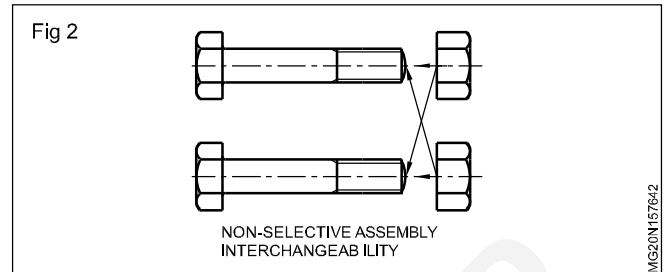 Fig 2
NON-SELECTIVE ASSEMBLY
INTERCHANGEAB ILITY
MG20N157642